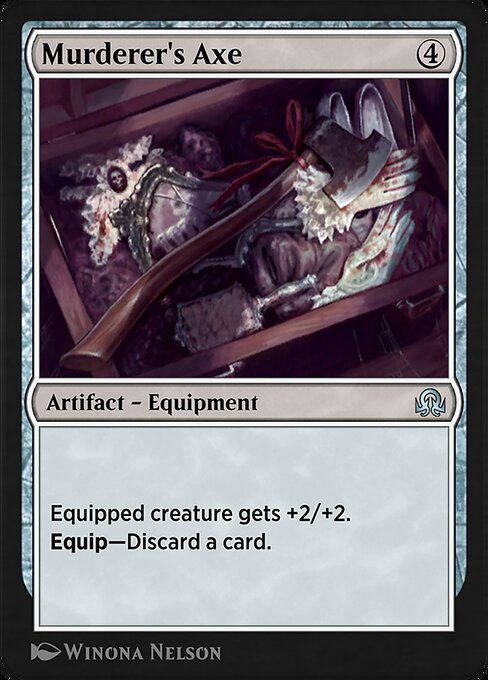 Murderer's Axe 4
Artifact – Equipment
Equipped creature gets +2/+2.
Equip—Discard a card.
Winona Nelson